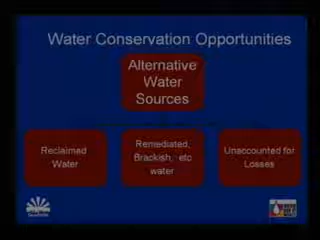 Water Conservation Opportunities
Alternative
Water
Sources
Reclaimed
Water
Remediated,
Brackish, etc
water
Unaccounted for
Losses